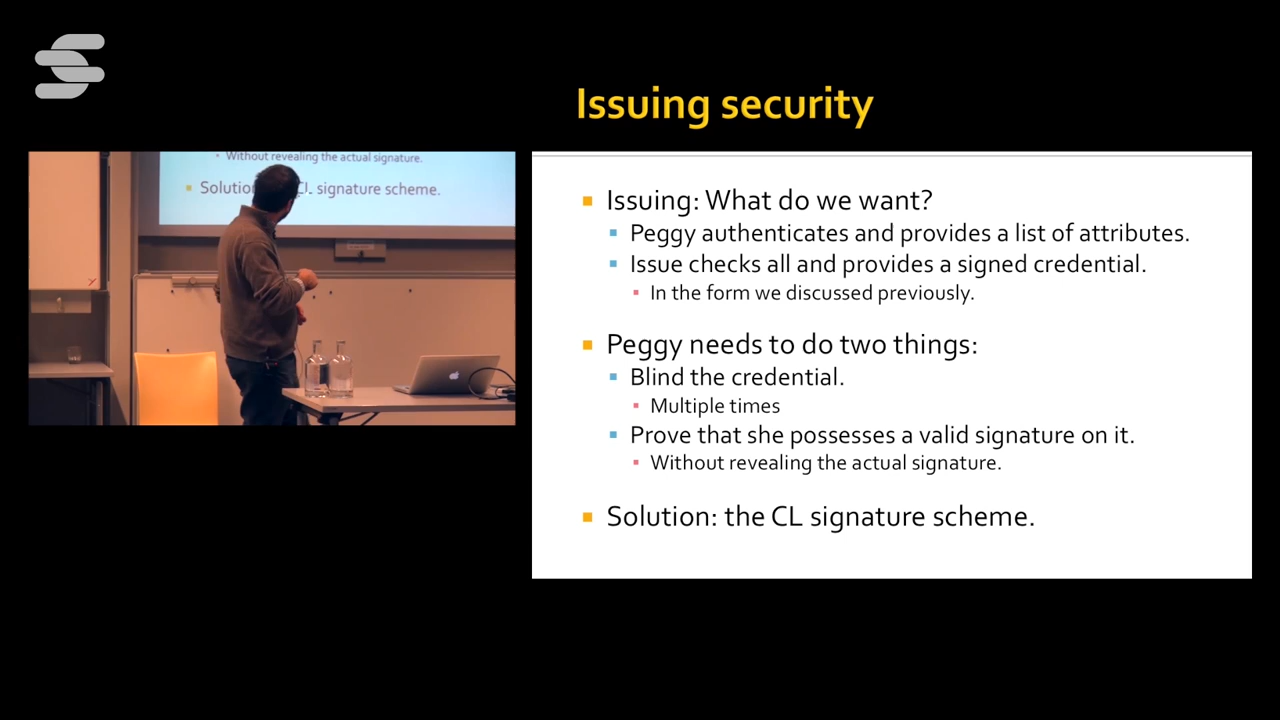 Issuing security
Without revealing the actual signature.
Solution CL signature scheme.
Issuing: What do we want?
Peggy authenticates and provides a list of attributes.
Issue checks all and provides a signed credential.
In the form we discussed previously.
Peggy needs to do two things:
Blind the credential.
Multiple times
Prove that she possesses a valid signature on it.
Without revealing the actual signature.
Solution: the CL signature scheme.